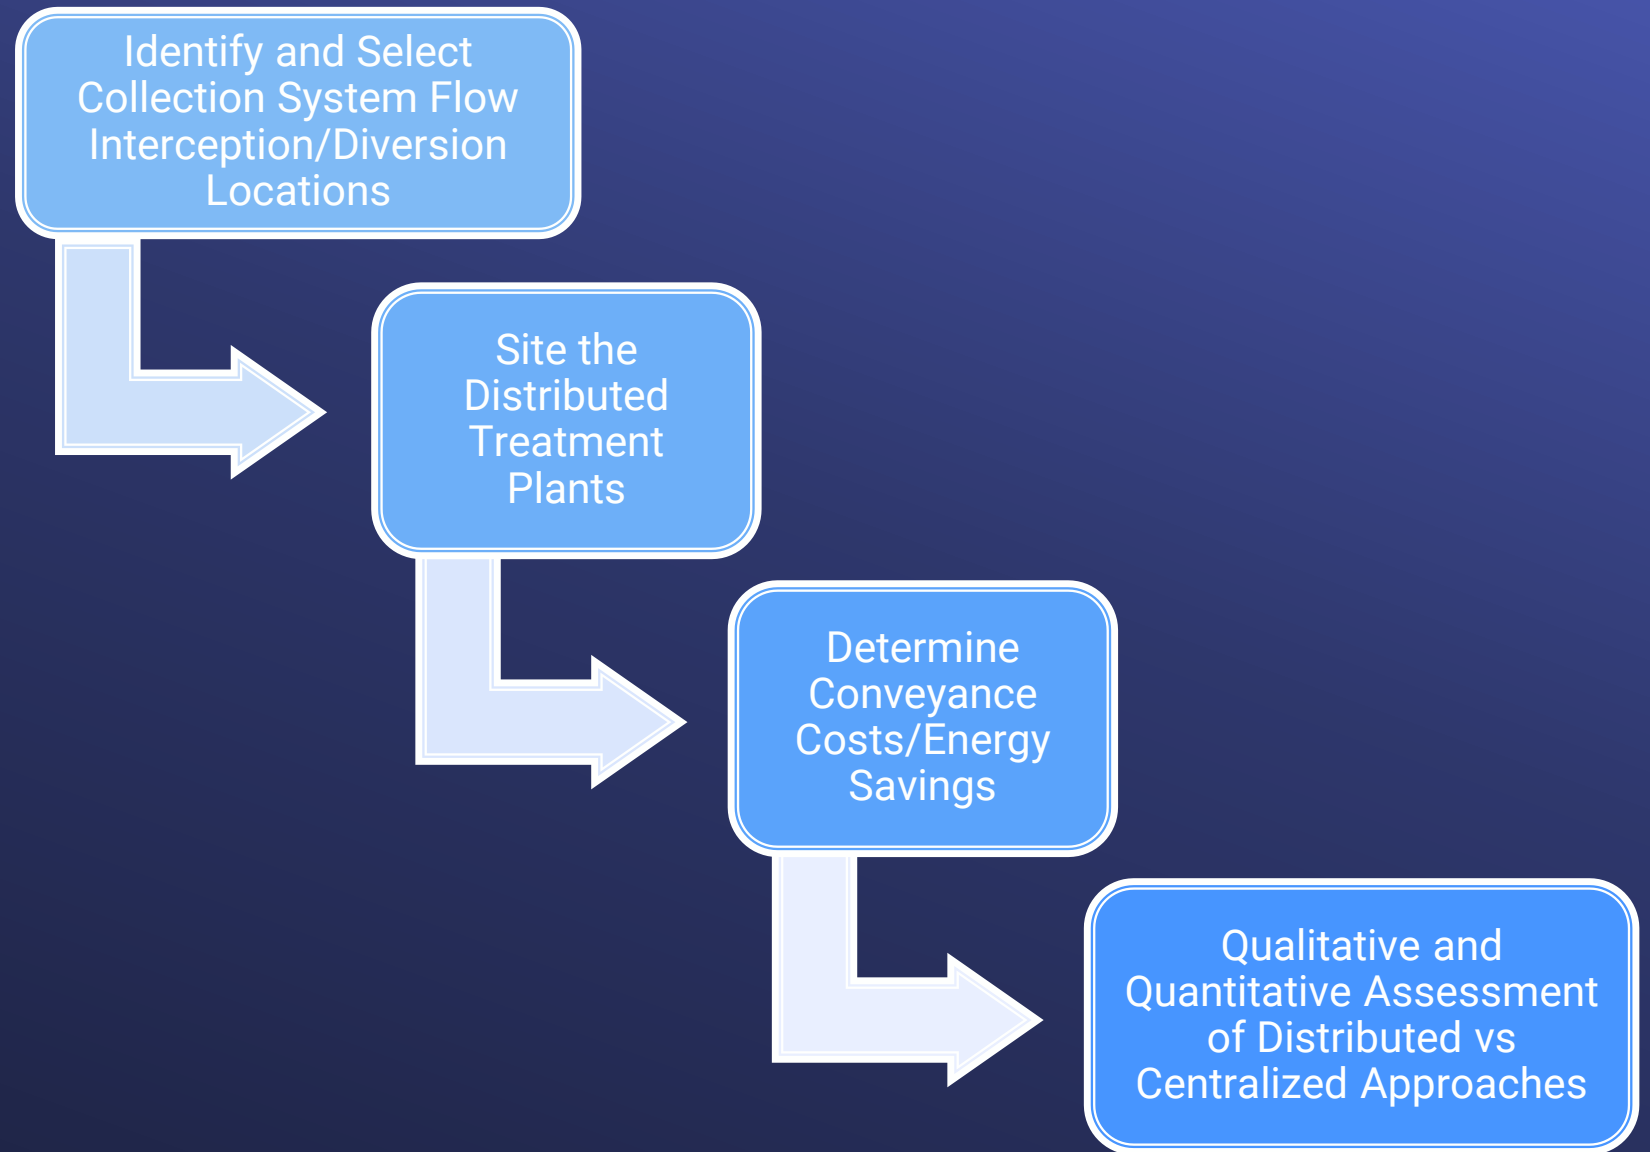 Identify and Select
Collection System Flow
Interception/Diversion
Locations
Site the
Distributed
Treatment
Plants
Determine
Conveyance
Costs/Energy
Savings
Qualitative and
Quantitative Assessment
of Distributed vs
Centralized Approaches